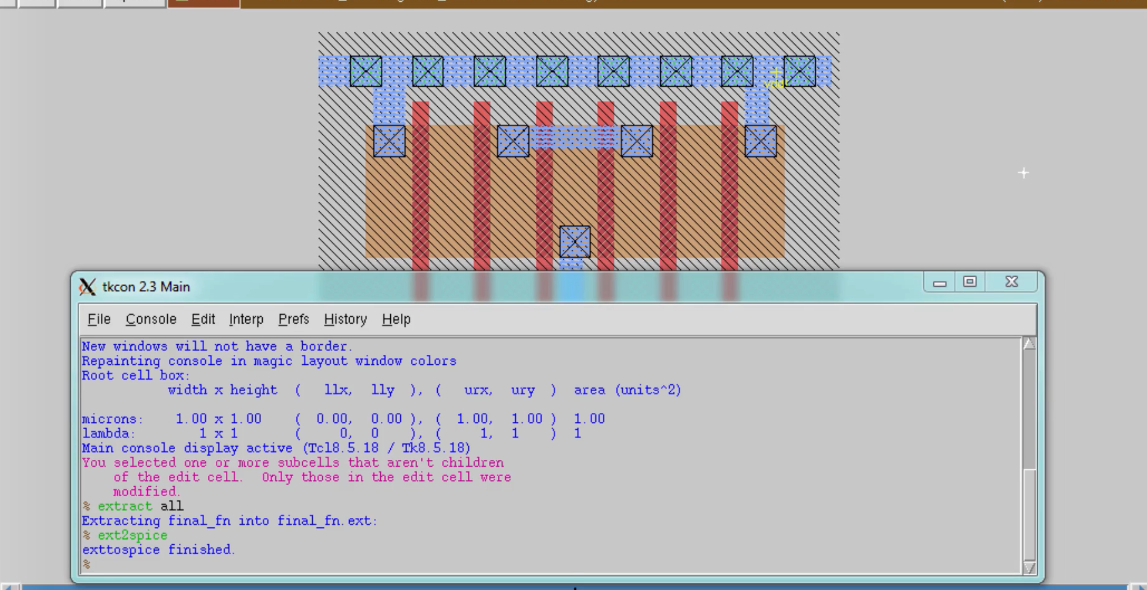 vdd
tkcon 2.3 Main
File Console Edit Interp Prefs History Help
New windows will not have a border.
Repainting console in magic layout window colors
Root cell box:
width x height ( llx, lly ), ( urx, ury ) area (units^2)
microns: 1.00 x 1.00 ( 0.00, 0.00 ), ( 1.00, 1.00 ) 1.00
lambda: 1 x 1 ( 0, 0 ), ( 1, 1 ) 1
Main console display active (Tcl8.5.18 / Tk8.5.18)
You selected one or more subcells that aren't children
of the edit cell. Only those in the edit cell were
modified.
% extract all
Extracting final_fn into final_fn.ext:
% ext2spice
exttospice finished.
%